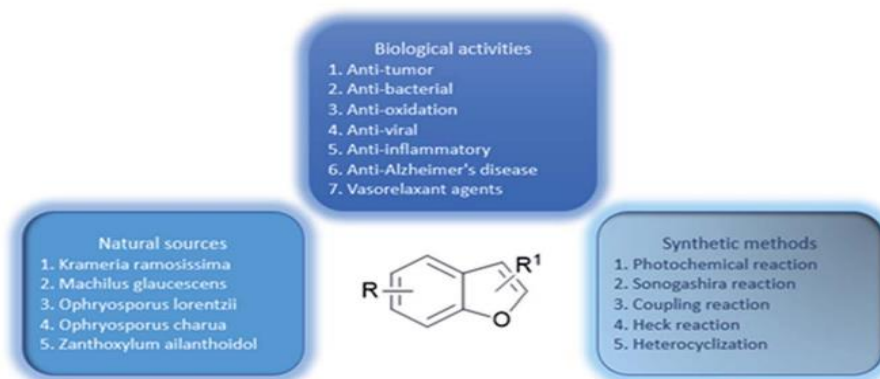 Biological activities
1. Anti-tumor
2. Anti-bacterial
3. Anti-oxidation
4. Anti-viral
5. Anti-inflammatory
6. Anti-Alzheimer's disease
7. Vasorelaxant agents
Natural sources
1. Krameria ramosissima
2. Machilus glaucescens
3. Ophryosporus lorentzii
4. Ophryosporus charua
5. Zanthoxylum ailanthoidol
R
R¹
O
Synthetic methods
1. Photochemical reaction
2. Sonogashira reaction
3. Coupling reaction
4. Heck reaction
5. Heterocyclization